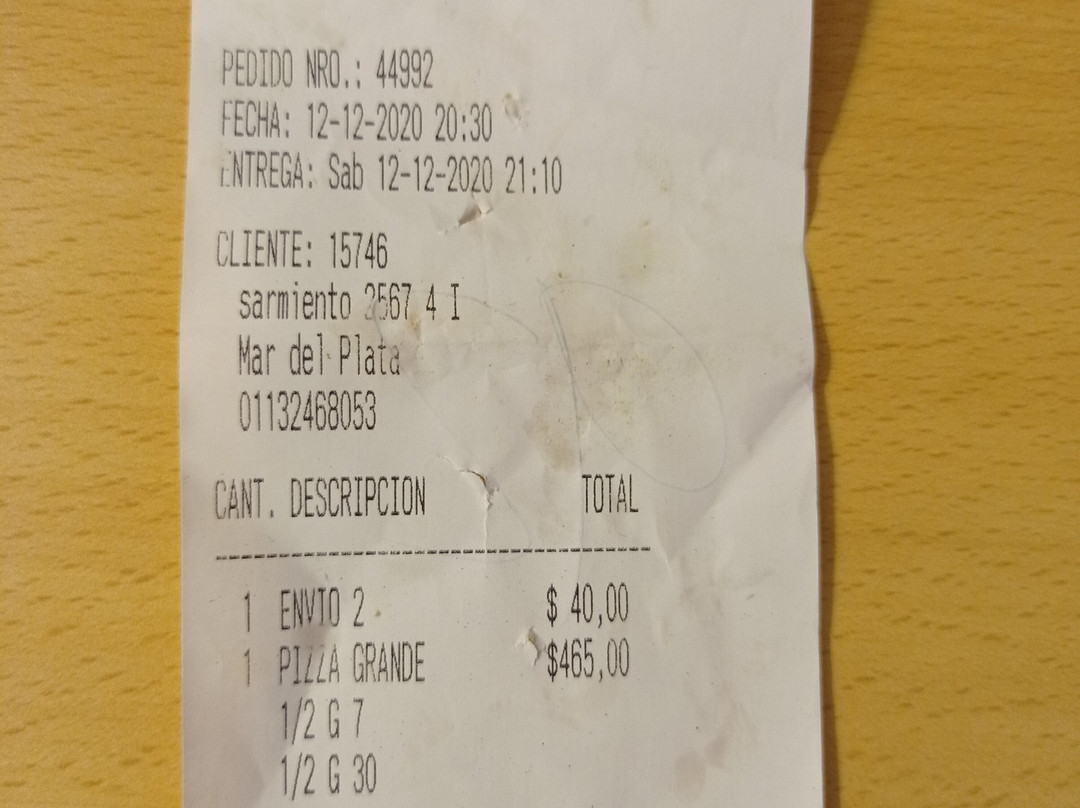 PEDIDO NRO.: 44992
FECHA: 12-12-2020 20:30
ENTREGA: Sab 12-12-2020 21:10
CLIENTE: 15746
sarmiento 2567 4 I
Mar del Plata
01132468053
CANT. DESCRIPCION TOTAL
1 ENVIO 2 $ 40,00
1 PIZZA GRANDE $465,00
1/2 G 7
1/2 G 30